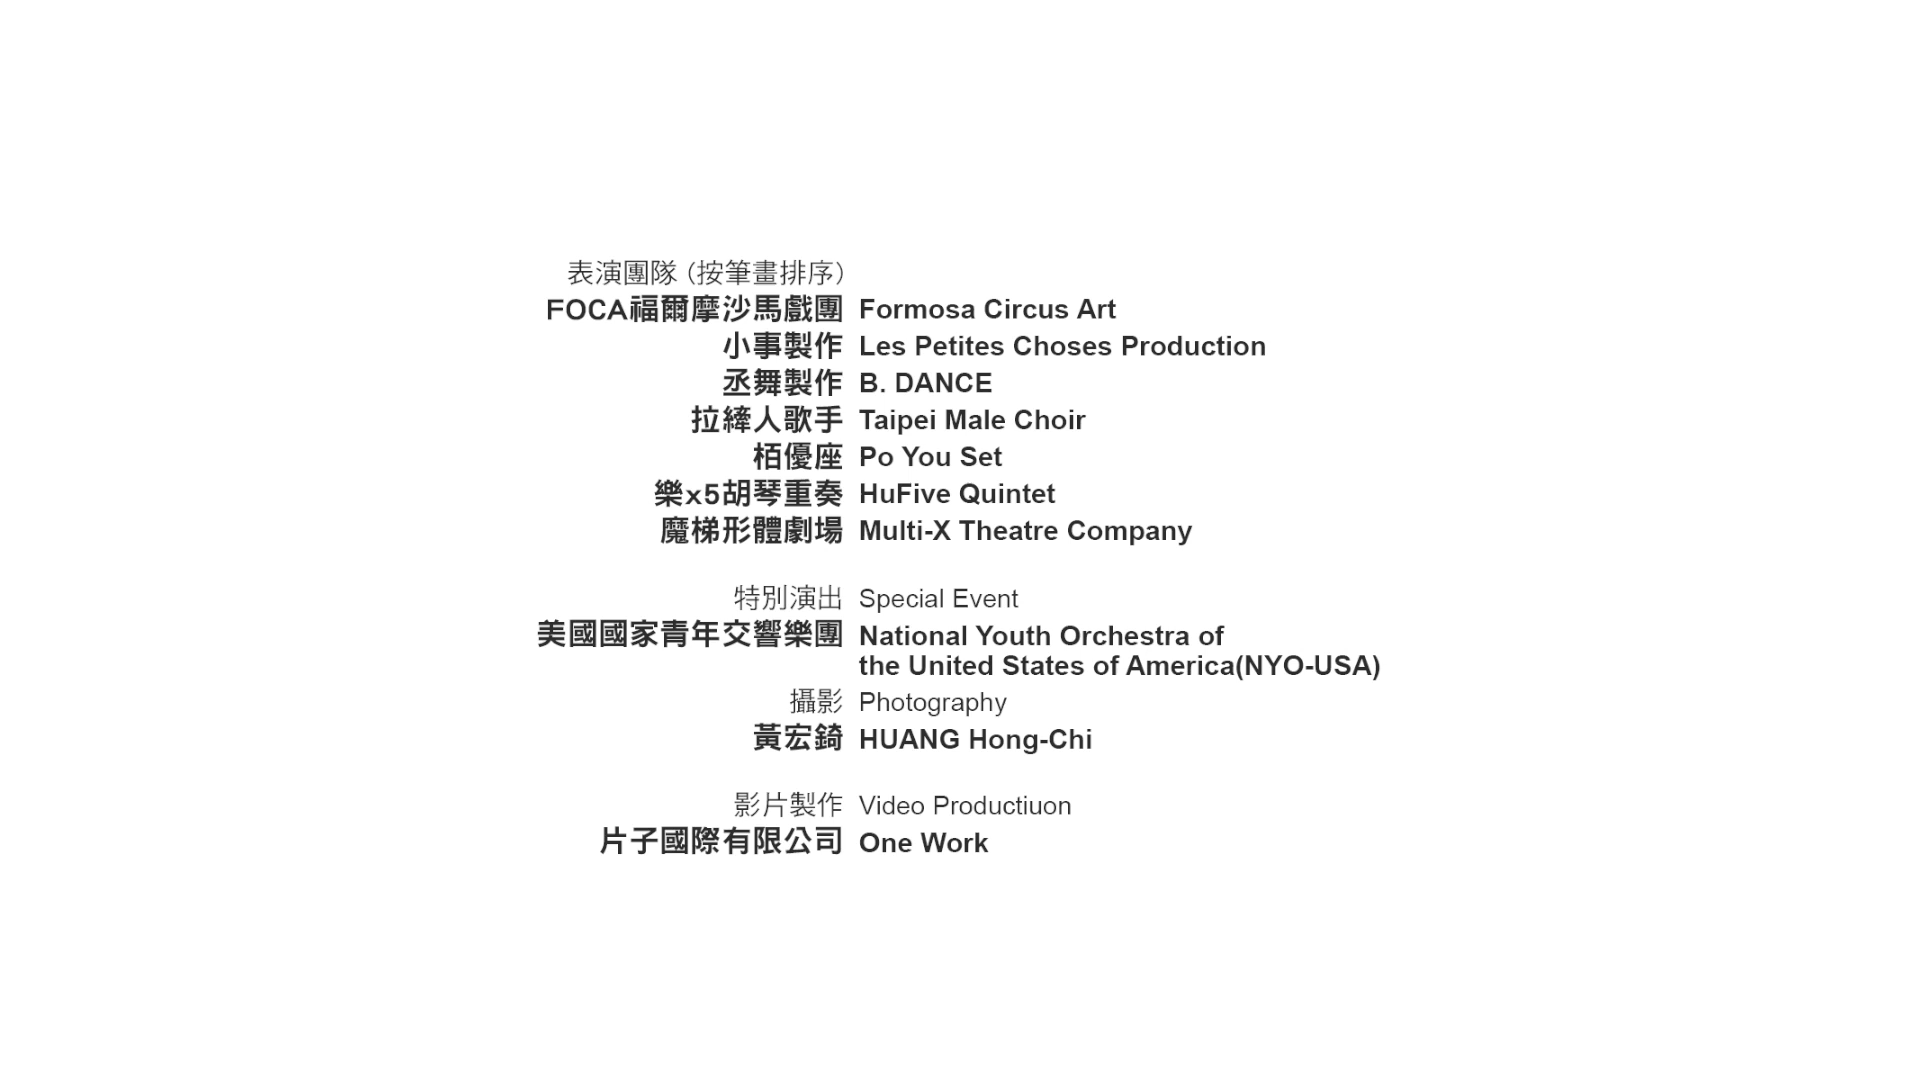 表演團隊（按筆畫排序）
FOCA福爾摩沙馬戲團 Formosa Circus Art
小事製作 Les Petites Choses Production
丞舞製作 B. DANCE
拉縴人歌手 Taipei Male Choir
栢優座 Po You Set
樂x5胡琴重奏 HuFive Quintet
魔梯形體劇場 Multi-X Theatre Company
特別演出 Special Event
美國國家青年交響樂團 National Youth Orchestra of
the United States of America(NYO-USA)
攝影 Photography
黃宏錡 HUANG Hong-Chi
影片製作 Video Productiuon
片子國際有限公司 One Work